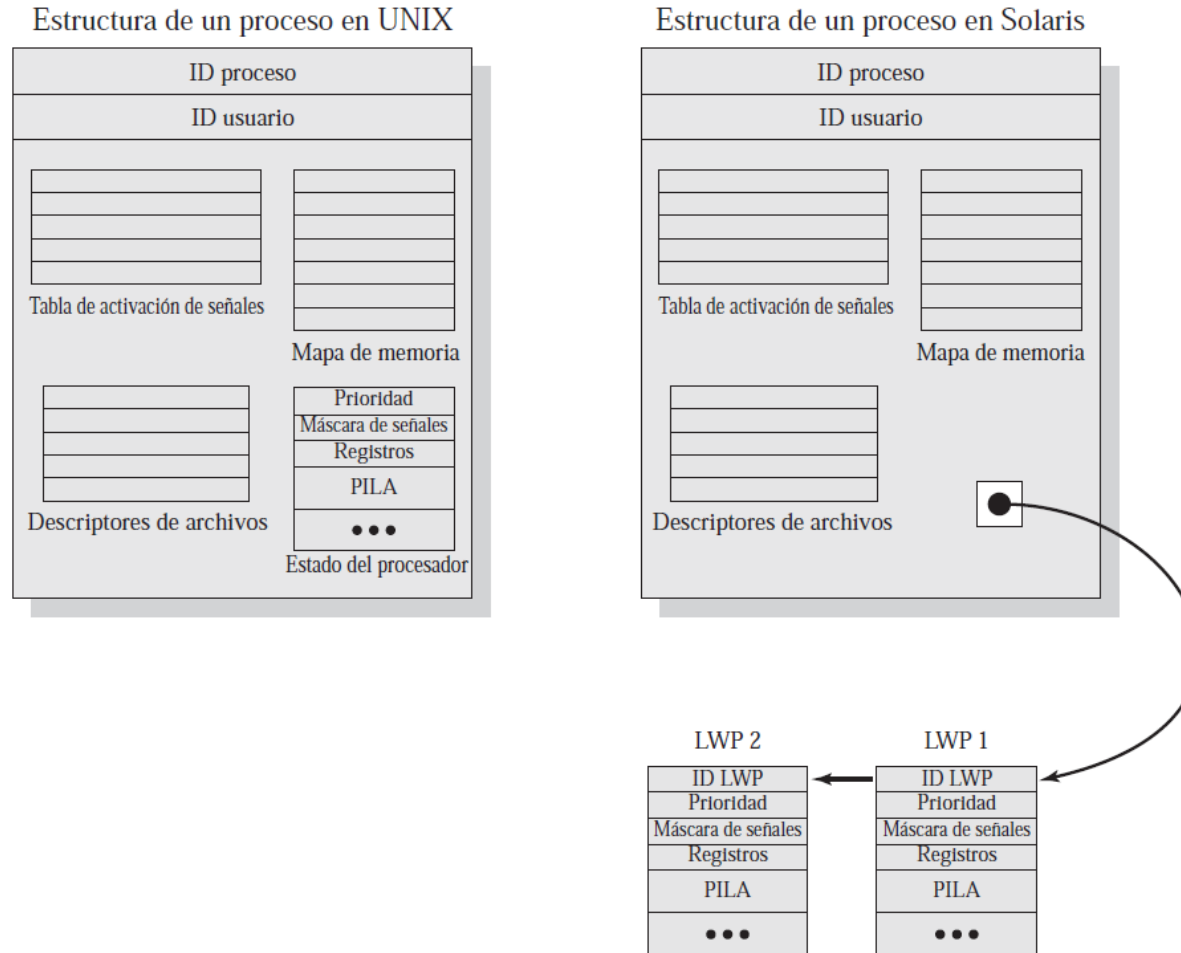 Estructura de un proceso en UNIX
ID proceso
ID usuario
Tabla de activación de señales
Mapa de memoria
Descriptores de archivos
Prioridad
Máscara de señales
Registros
PILA
Estado del procesador
Estructura de un proceso en Solaris
ID proceso
ID usuario
Tabla de activación de señales
Mapa de memoria
Descriptores de archivos
LWP 2
ID LWP
Prioridad
Máscara de señales
Registros
PILA
LWP 1
ID LWP
Prioridad
Máscara de señales
Registros
PILA